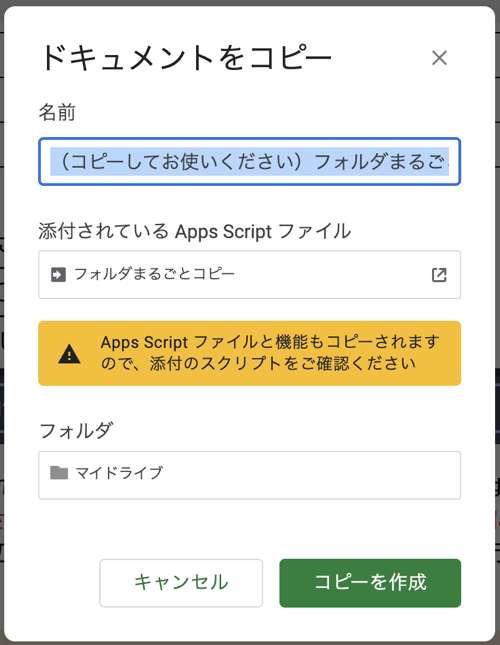 ドキュメントをコピー
名前
（コピーしてお使いください）フォルダまるご
添付されている Apps Script ファイル
フォルダまるごとコピー
Apps Script ファイルと機能もコピーされます
ので、添付のスクリプトをご確認ください
フォルダ
マイドライブ
キャンセル
コピーを作成